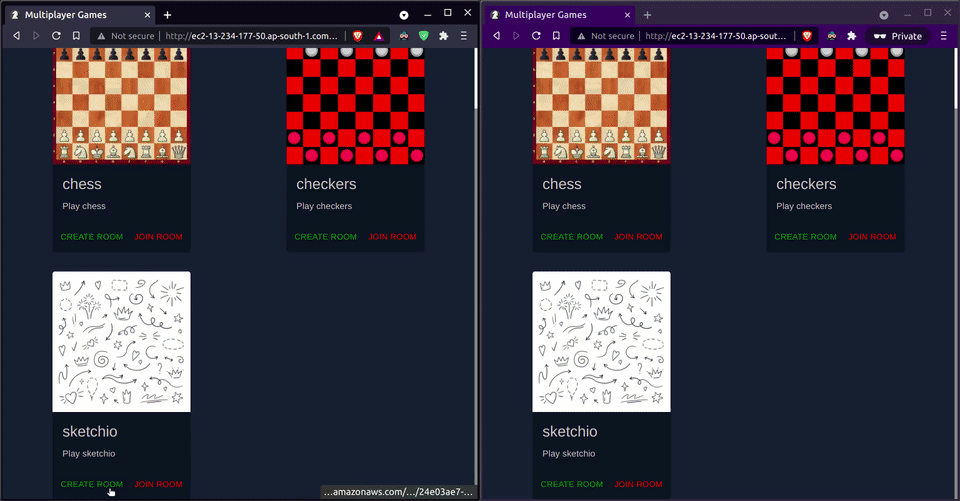 Multiplayer Games
Not secure | http://ec2-13-234-177-50.ap-south-1.com...
chess
Play chess
CREATE ROOM JOIN ROOM
checkers
Play checkers
CREATE ROOM JOIN ROOM
sketchio
Play sketchio
CREATE ROOM JOIN ROOM
...amazonaws.com/.../24e03ae7-...
Multiplayer Games
Not secure | http://ec2-13-234-177-50.ap-sout...
Private
chess
Play chess
CREATE ROOM JOIN ROOM
checkers
Play checkers
CREATE ROOM JOIN ROOM
sketchio
Play sketchio
CREATE ROOM JOIN ROOM